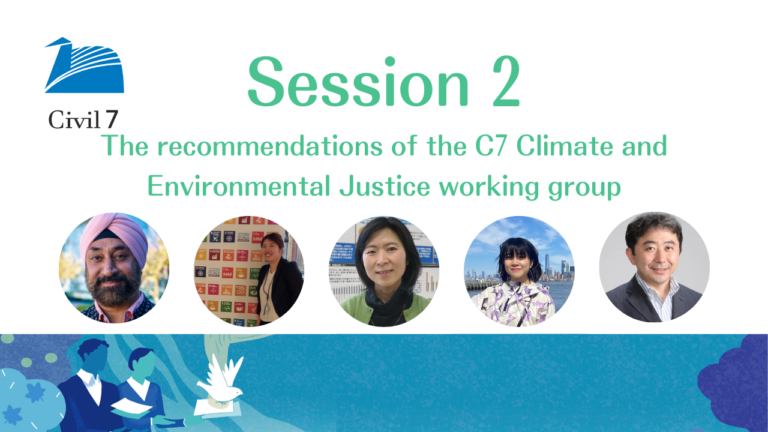 Civil 7
Session 2
The recommendations of the C7 Climate and
Environmental Justice working group